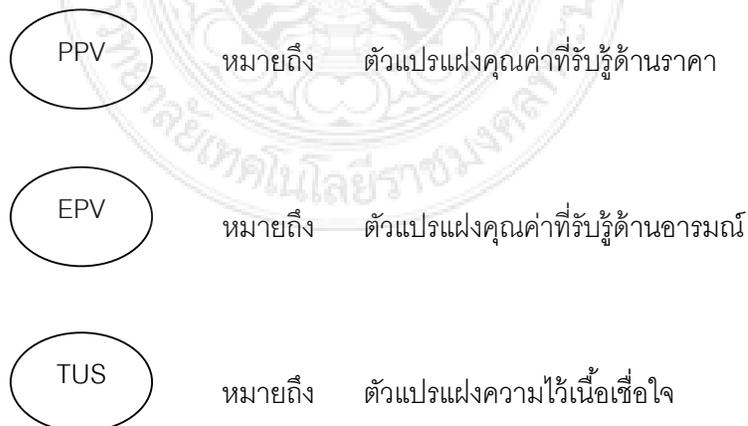 PPV หมายถึง ตัวแปรแฝงคุณค่าที่รับรู้ด้านราคา
EPV หมายถึง ตัวแปรแฝงคุณค่าที่รับรู้ด้านอารมณ์
TUS หมายถึง ตัวแปรแฝงความไว้เนื้อเชื่อใจ